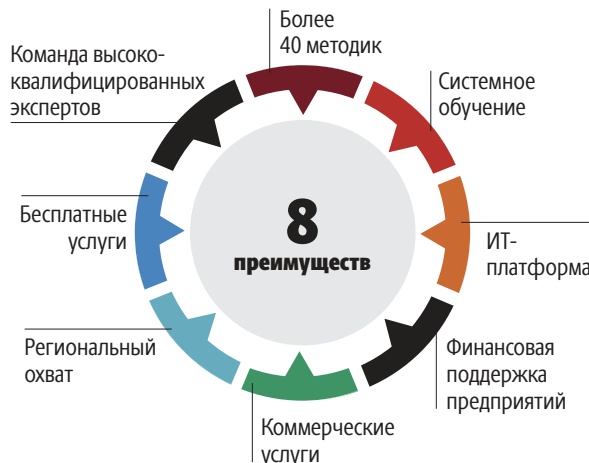 Более
40 методик
Системное
обучение
ИТ-
платформа
Финансовая
поддержка
предприятий
Коммерческие
услуги
Региональный
охват
Бесплатные
услуги
Команда высоко-
квалифицированных
экспертов
8
преимуществ